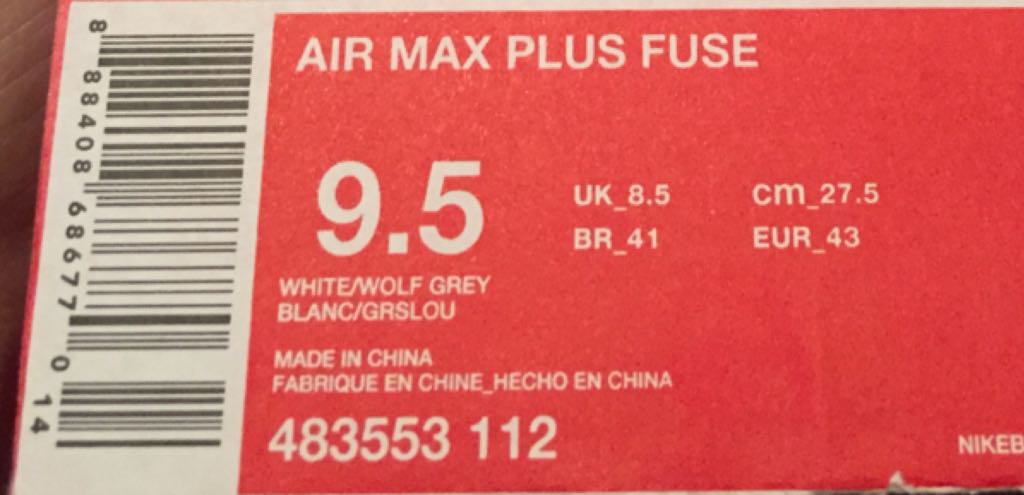 AIR MAX PLUS FUSE
9.5
UK_8.5 cm_27.5
BR_41 EUR_43
WHITE/WOLF GREY
BLANC/GRSLOU
MADE IN CHINA
FABRIQUE EN CHINE_HECHO EN CHINA
483553 112
NIKEB
8 88408 68677 0 14